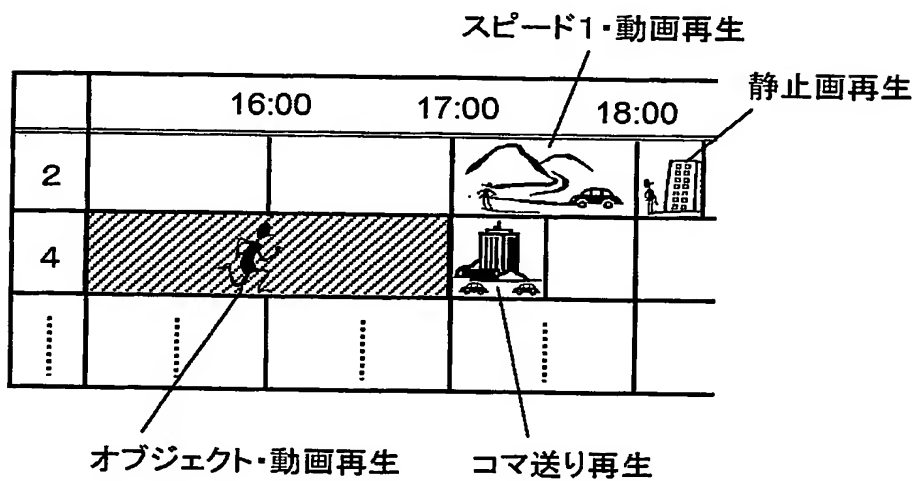 スピード1・動画再生
静止画再生
16:00 17:00 18:00
2
4
オブジェクト・動画再生
コマ送り再生